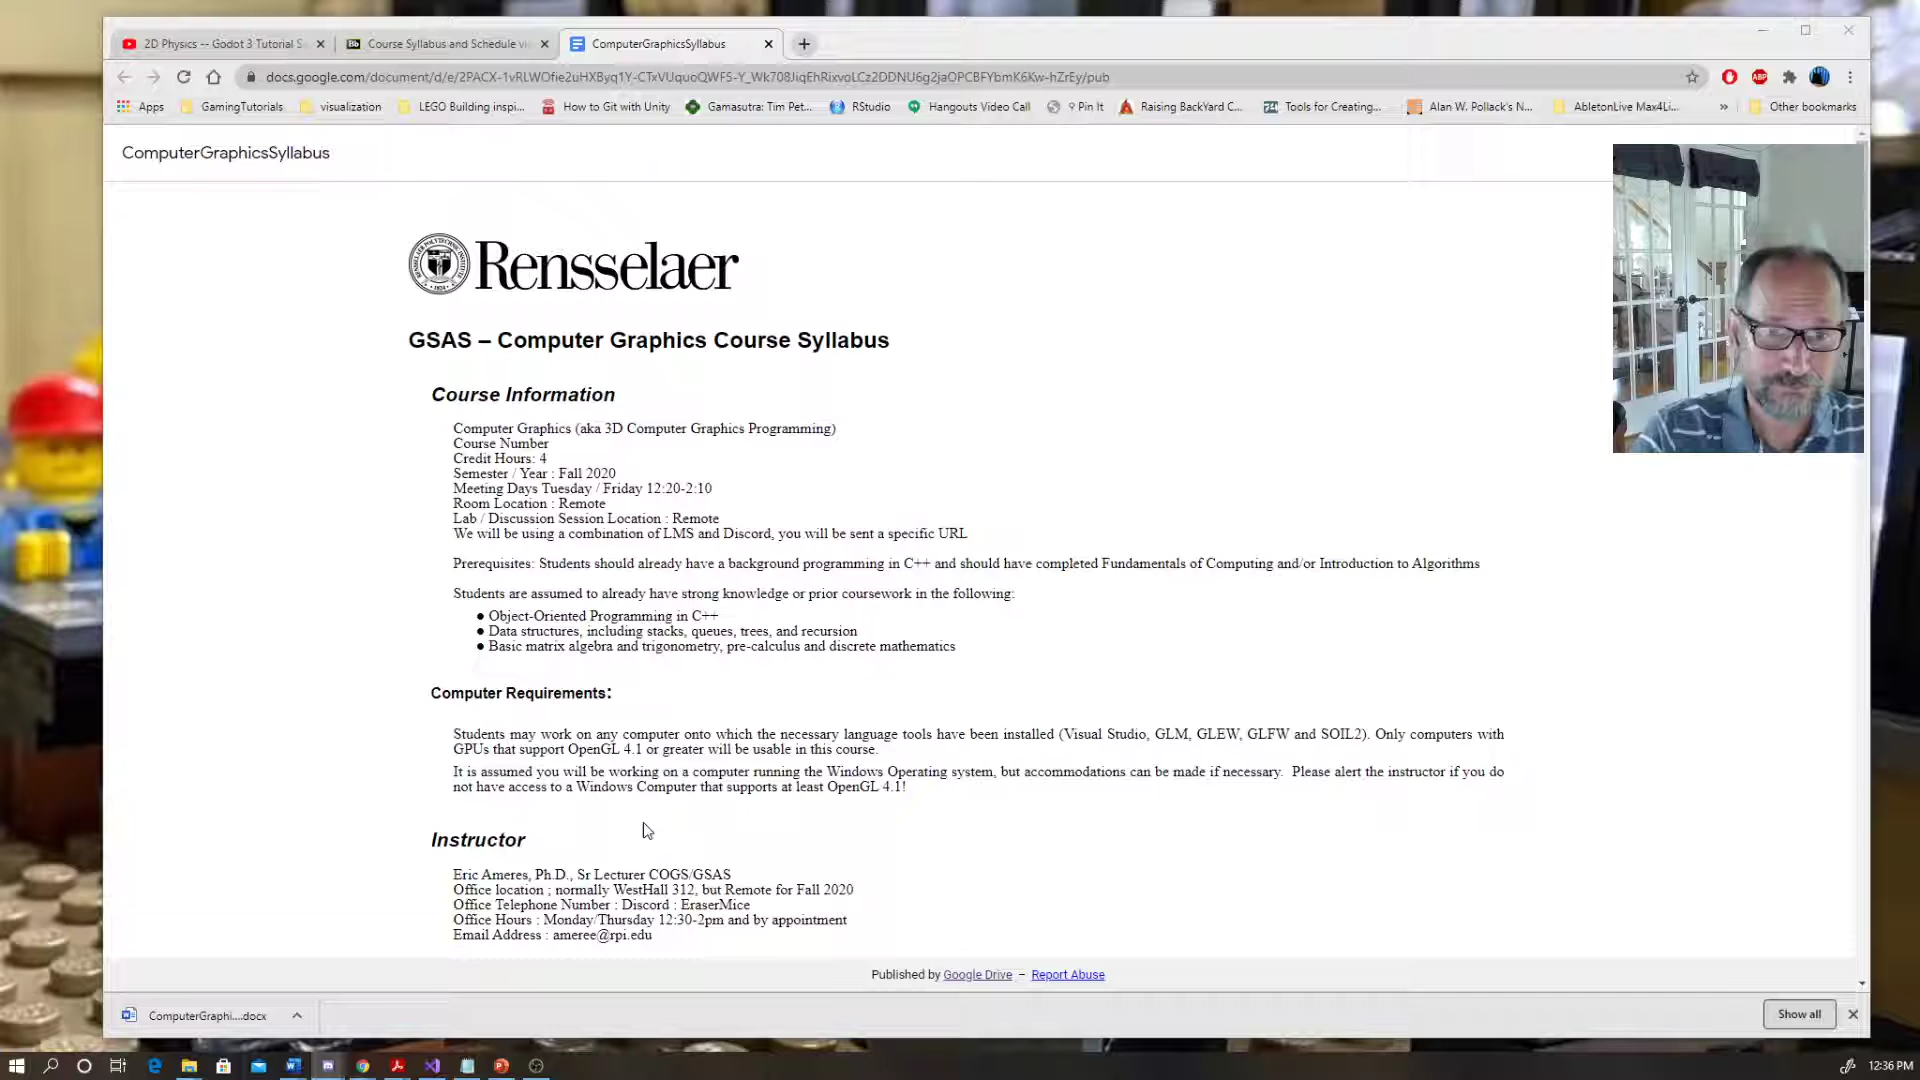 2D Physics -- Godot 3 Tutorial S
Course Syllabus and Schedule vi
ComputerGraphicsSyllabus
docs.google.com/document/d/e/2PACX-1vRLWOfie2uHXByq1Y-CTxVUquoQWF5-Y_Wk708JiqEhRixvoLCz2DDNU6g2jaOPCBFYbmK6Kw-hZrEy/pub
Apps GamingTutorials visualization LEGO Building inspi... How to Git with Unity Gamasutra: Tim Pet... RStudio Hangouts Video Call Pin It Raising BackYard C... Tools for Creating... Alan W. Pollack's N... AbletonLive Max4Li... » Other bookmarks
ComputerGraphicsSyllabus
Rensselaer
GSAS – Computer Graphics Course Syllabus
Course Information
Computer Graphics (aka 3D Computer Graphics Programming)
Course Number
Credit Hours: 4
Semester / Year : Fall 2020
Meeting Days Tuesday / Friday 12:20-2:10
Room Location : Remote
Lab / Discussion Session Location : Remote
We will be using a combination of LMS and Discord, you will be sent a specific URL
Prerequisites: Students should already have a background programming in C++ and should have completed Fundamentals of Computing and/or Introduction to Algorithms
Students are assumed to already have strong knowledge or prior coursework in the following:
● Object-Oriented Programming in C++
● Data structures, including stacks, queues, trees, and recursion
● Basic matrix algebra and trigonometry, pre-calculus and discrete mathematics
Computer Requirements:
Students may work on any computer onto which the necessary language tools have been installed (Visual Studio, GLM, GLEW, GLFW and SOIL2). Only computers with
GPUs that support OpenGL 4.1 or greater will be usable in this course.
It is assumed you will be working on a computer running the Windows Operating system, but accommodations can be made if necessary. Please alert the instructor if you do
not have access to a Windows Computer that supports at least OpenGL 4.1!
Instructor
Eric Ameres, Ph.D., Sr Lecturer COGS/GSAS
Office location ; normally WestHall 312, but Remote for Fall 2020
Office Telephone Number : Discord : EraserMice
Office Hours : Monday/Thursday 12:30-2pm and by appointment
Email Address : ameree@rpi.edu
Published by Google Drive – Report Abuse
ComputerGraphi....docx
Show all
12:36 PM